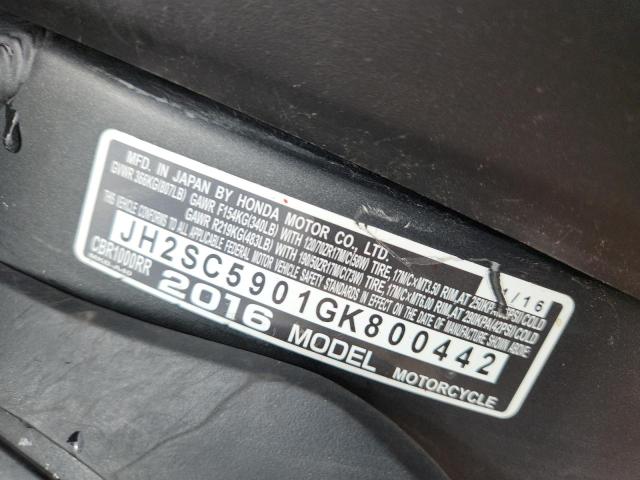 MFD. IN JAPAN BY HONDA MOTOR CO., LTD. 1/16
GVWR 366KG(807LB) GAWR F154KG(340LB) WITH 120/70ZR17M/C(58W) TIRE, 17M/C×MT3.50 RIM, AT COLD
GAWR R219KG(483LB) WITH 190/50ZR17M/C(73W) TIRE, 17M/C×MT6.00 RIM, AT 290KPA(42PSI) COLD
THIS VEHICLE CONFORMS TO ALL APPLICABLE FEDERAL MOTOR VEHICLE SAFETY STANDARDS IN EFFECT ON THE DATE OF MANUFACTURE SHOWN ABOVE.
JH2SC5901GK800442
CBR1000RR
2016 MODEL MOTORCYCLE